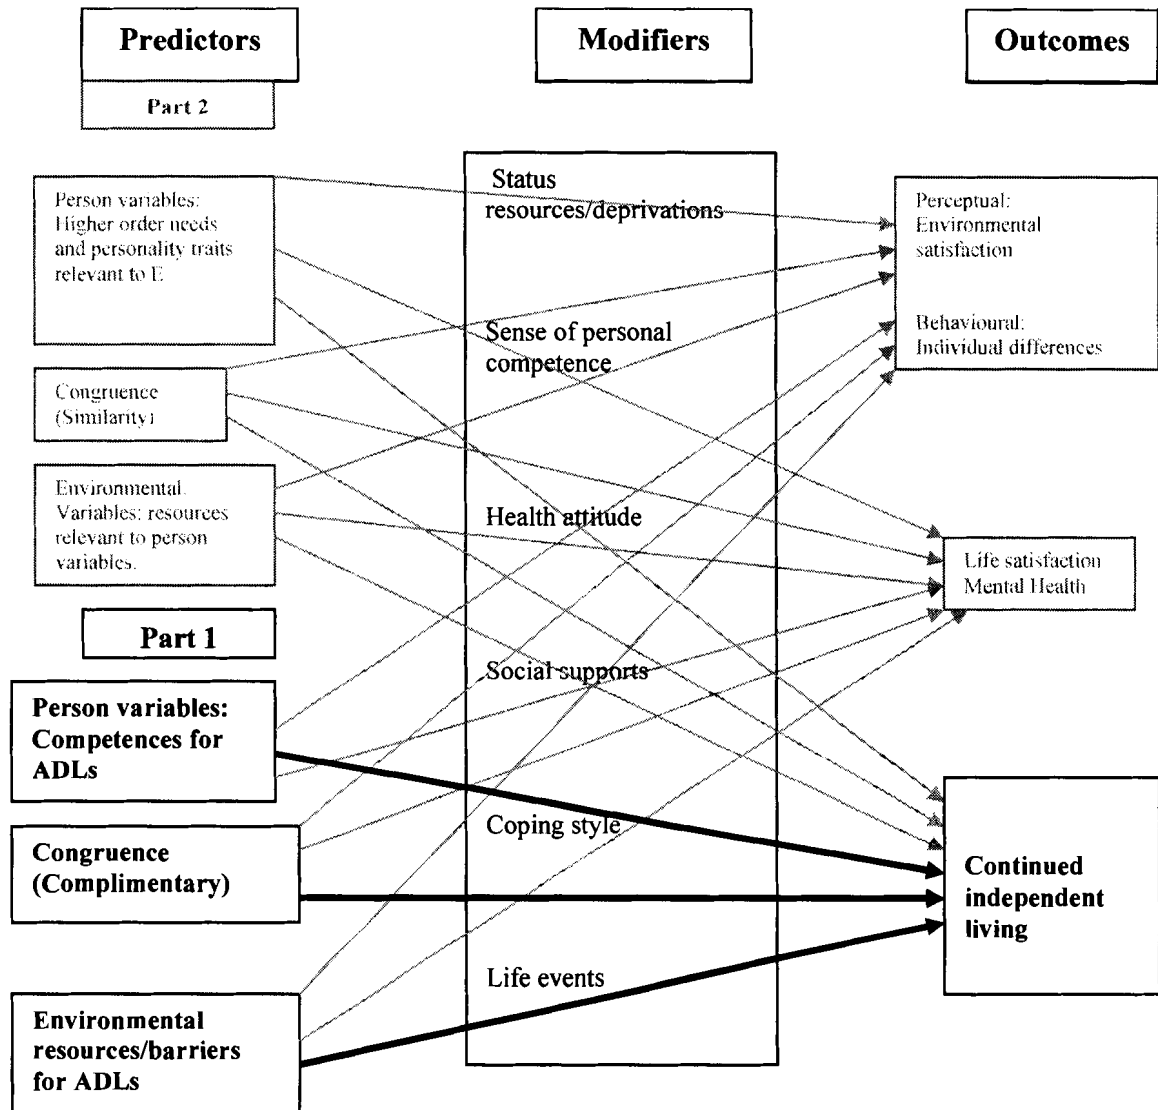 Predictors
Modifiers
Outcomes
Part 2
Person variables:
Higher order needs
and personality traits
relevant to E
Congruence
(Similarity)
Environmental
Variables: resources
relevant to person
variables.
Part 1
Person variables:
Competences for
ADLs
Congruence
(Complimentary)
Environmental
resources/barriers
for ADLs
Status
resources/deprivations
Sense of personal
competence
Health attitude
Social supports
Coping style
Life events
Perceptual:
Environmental
satisfaction
Behavioural:
Individual differences
Life satisfaction
Mental Health
Continued
independent
living